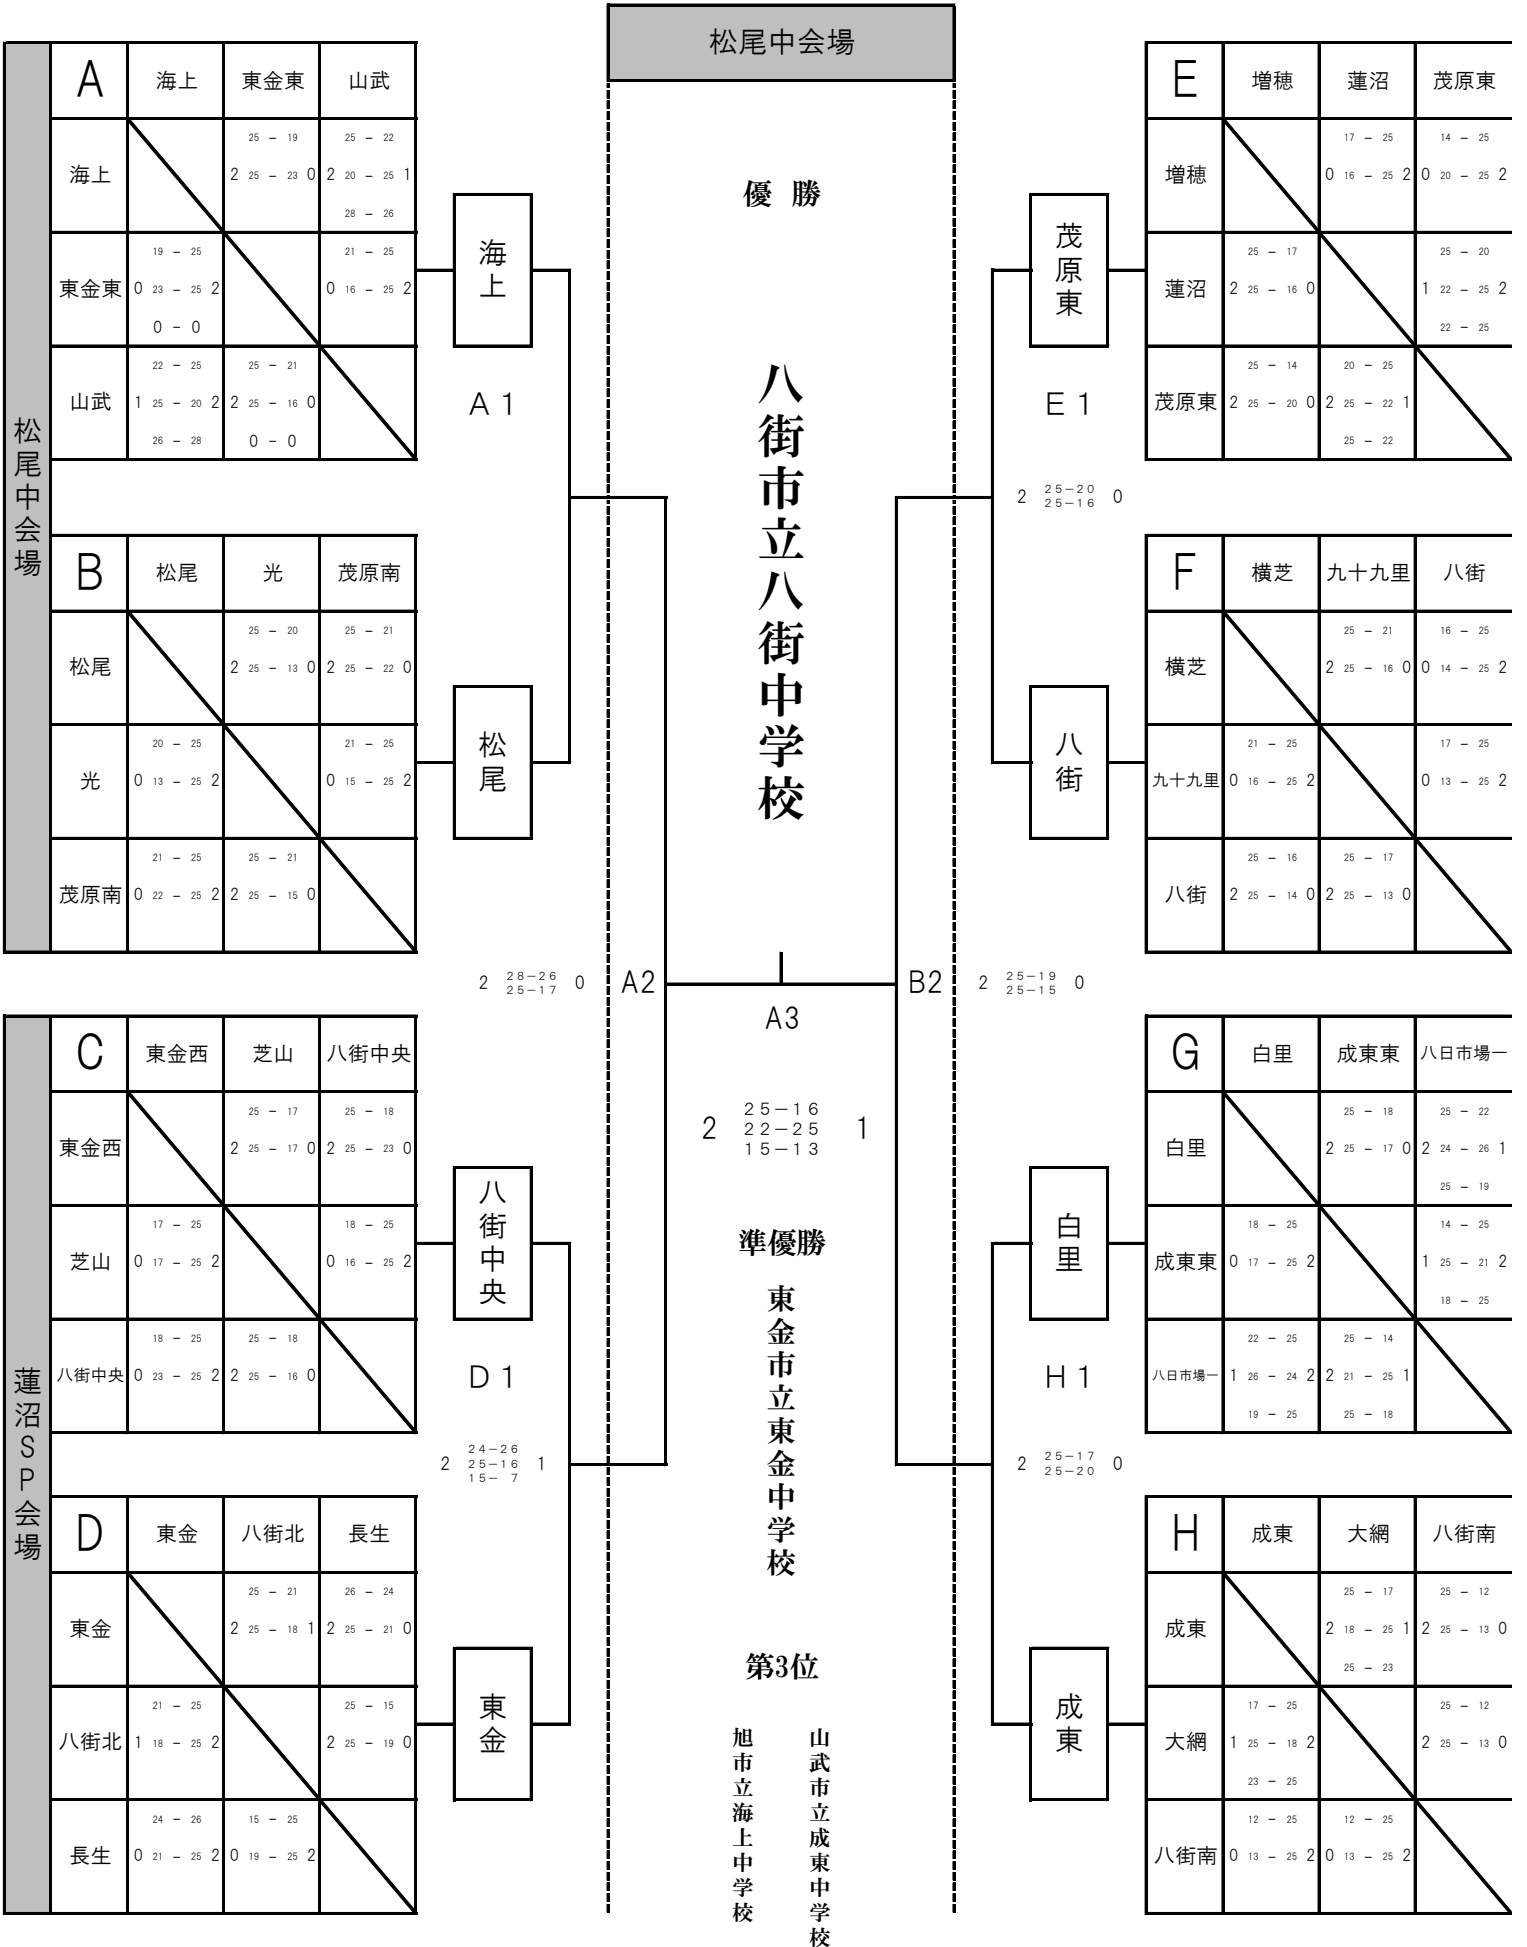 松尾中会場
松尾中会場
A 海上 東金東 山武
25 － 19 25 － 22
海上 2 25 － 23 0 2 20 － 25 1
28 － 26
19 － 25 21 － 25
東金東 0 23 － 25 2 0 16 － 25 2
0 － 0
22 － 25 25 － 21
山武 1 25 － 20 2 2 25 － 16 0
26 － 28 0 － 0
B 松尾 光 茂原南
25 － 20 25 － 21
松尾 2 25 － 13 0 2 25 － 22 0
20 － 25 21 － 25
光 0 13 － 25 2 0 15 － 25 2
21 － 25 25 － 21
茂原南 0 22 － 25 2 2 25 － 15 0
海上
A 1
松尾
2 28－26 0
25－17
A2
蓮沼SP会場
C 東金西 芝山 八街中央
25 － 17 25 － 18
東金西 2 25 － 17 0 2 25 － 23 0
17 － 25 18 － 25
芝山 0 17 － 25 2 0 16 － 25 2
18 － 25 25 － 18
八街中央 0 23 － 25 2 2 25 － 16 0
D 東金 八街北 長生
25 － 21 26 － 24
東金 2 25 － 18 1 2 25 － 21 0
21 － 25 25 － 15
八街北 1 18 － 25 2 2 25 － 19 0
24 － 26 15 － 25
長生 0 21 － 25 2 0 19 － 25 2
八街中央
D 1
24－26
2 25－16 1
15－ 7
東金
優 勝
八街市立八街中学校
A3
25－16
2 22－25 1
15－13
準優勝
東金市立東金中学校
第3位
山武市立成東中学校
旭市立海上中学校
E 増穂 蓮沼 茂原東
17 － 25 14 － 25
増穂 0 16 － 25 2 0 20 － 25 2
25 － 17 25 － 20
蓮沼 2 25 － 16 0 1 22 － 25 2
22 － 25
25 － 14 20 － 25
茂原東 2 25 － 20 0 2 25 － 22 1
25 － 22
F 横芝 九十九里 八街
25 － 21 16 － 25
横芝 2 25 － 16 0 0 14 － 25 2
21 － 25 17 － 25
九十九里 0 16 － 25 2 0 13 － 25 2
25 － 16 25 － 17
八街 2 25 － 14 0 2 25 － 13 0
茂原東
E 1
2 25－20 0
25－16
八街
B2
2 25－19 0
25－15
G 白里 成東東 八日市場一
25 － 18 25 － 22
白里 2 25 － 17 0 2 24 － 26 1
25 － 19
18 － 25 14 － 25
成東東 0 17 － 25 2 1 25 － 21 2
18 － 25
22 － 25 25 － 14
八日市場一 1 26 － 24 2 2 21 － 25 1
19 － 25 25 － 18
H 成東 大網 八街南
25 － 17 25 － 12
成東 2 18 － 25 1 2 25 － 13 0
25 － 23
17 － 25 25 － 12
大網 1 25 － 18 2 2 25 － 13 0
23 － 25
12 － 25 12 － 25
八街南 0 13 － 25 2 0 13 － 25 2
白里
H 1
2 25－17 0
25－20
成東